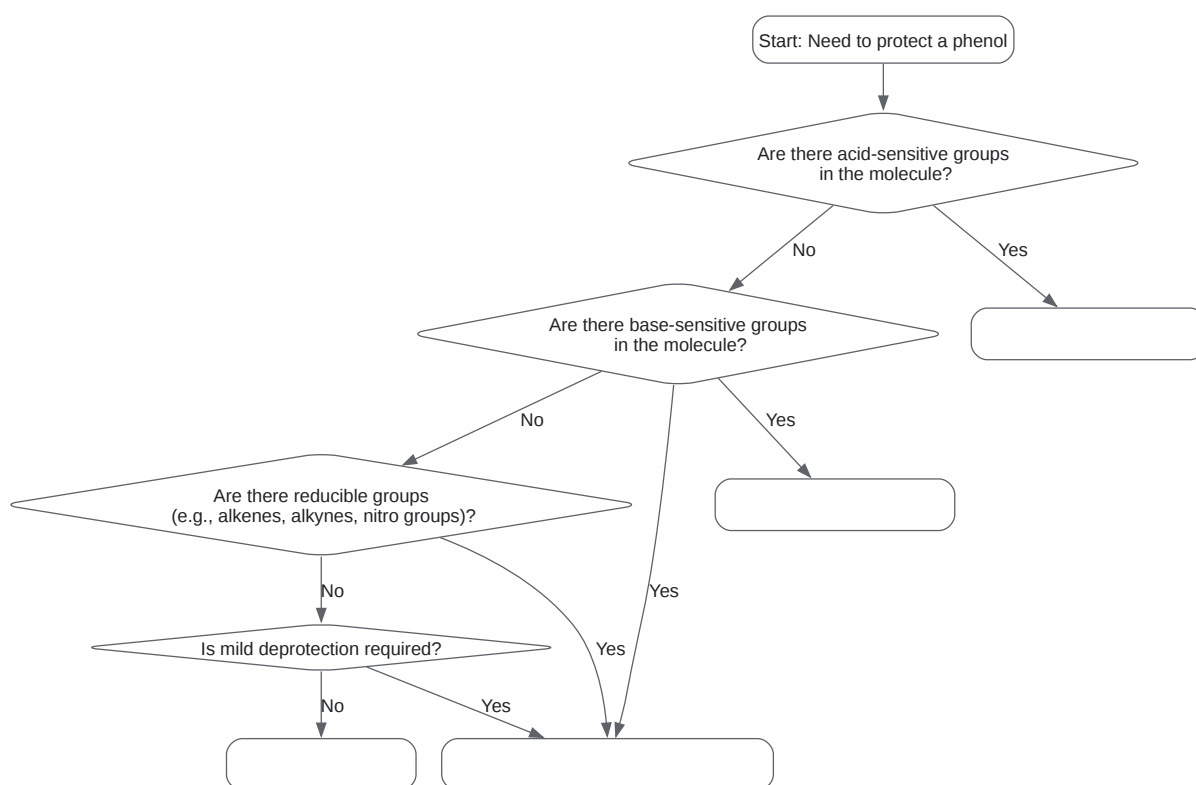 Start: Need to protect a phenol
Are there acid-sensitive groups
in the molecule?
No
Yes
Are there base-sensitive groups
in the molecule?
No
Yes
Are there reducible groups
(e.g., alkenes, alkynes, nitro groups)?
No
Yes
Yes
Is mild deprotection required?
No
Yes